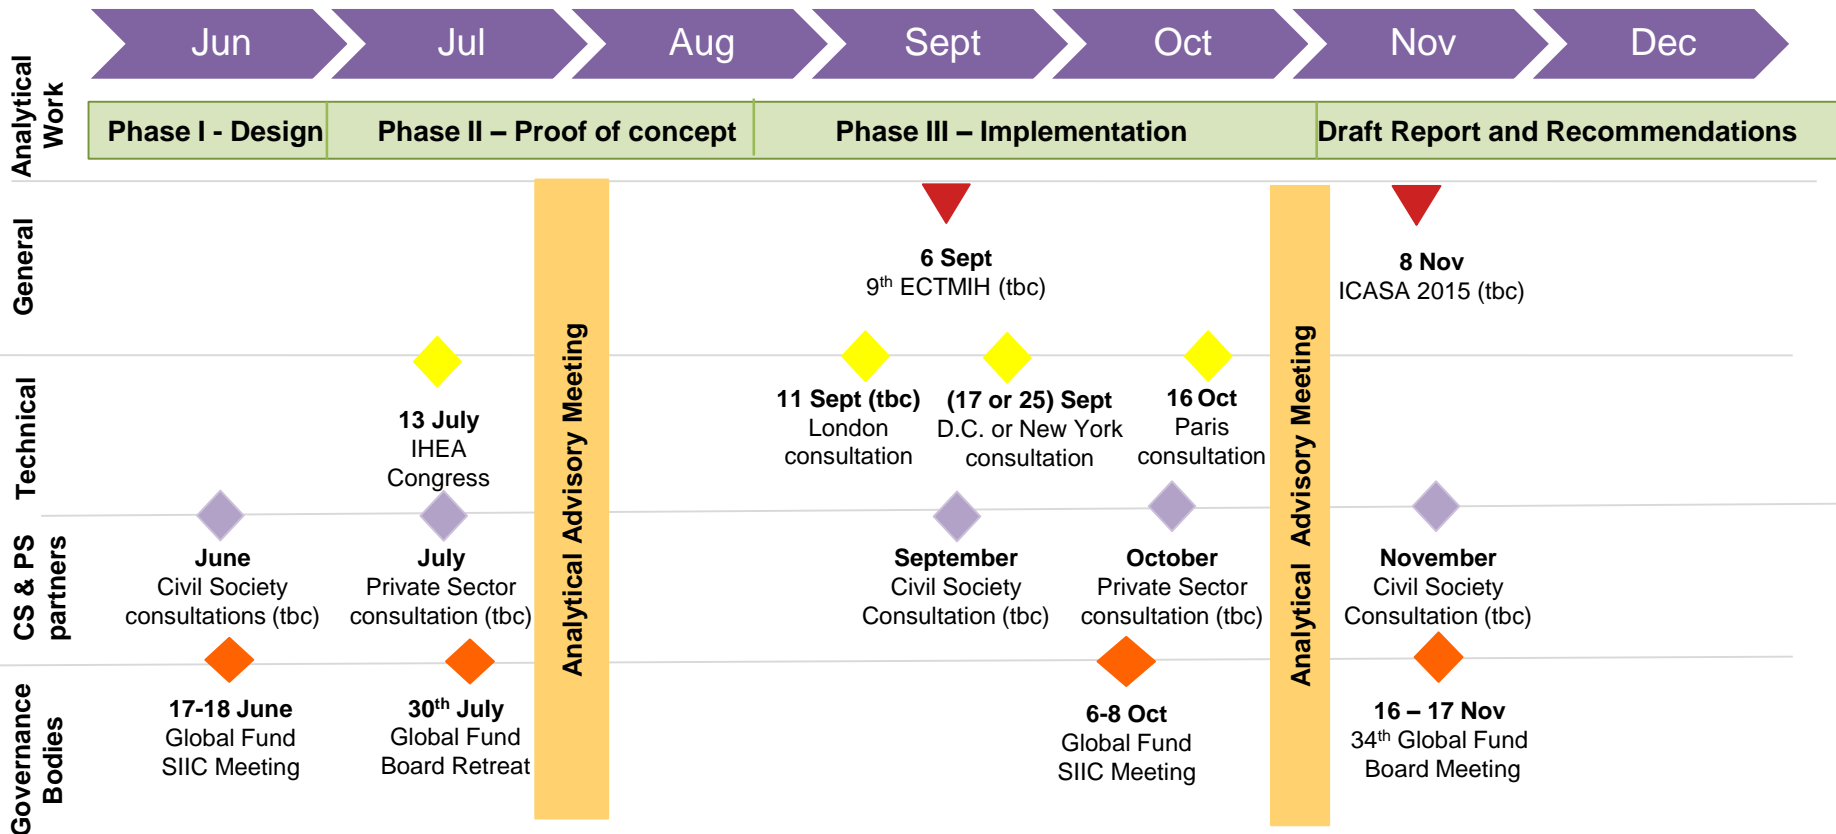 Jun
Jul
Aug
Sept
Oct
Nov
Dec
Analytical
Work
Phase I - Design
Phase II – Proof of concept
Phase III – Implementation
Draft Report and Recommendations
General
6 Sept
9th ECTMIH (tbc)
8 Nov
ICASA 2015 (tbc)
Technical
13 July
IHEA
Congress
11 Sept (tbc)
London
consultation
(17 or 25) Sept
D.C. or New York
consultation
16 Oct
Paris
consultation
Analytical Advisory Meeting
Analytical Advisory Meeting
CS & PS
partners
June
Civil Society
consultations (tbc)
July
Private Sector
consultation (tbc)
September
Civil Society
Consultation (tbc)
October
Private Sector
consultation (tbc)
November
Civil Society
Consultation (tbc)
Governance
Bodies
17-18 June
Global Fund
SIIC Meeting
30th July
Global Fund
Board Retreat
6-8 Oct
Global Fund
SIIC Meeting
16 – 17 Nov
34th Global Fund
Board Meeting